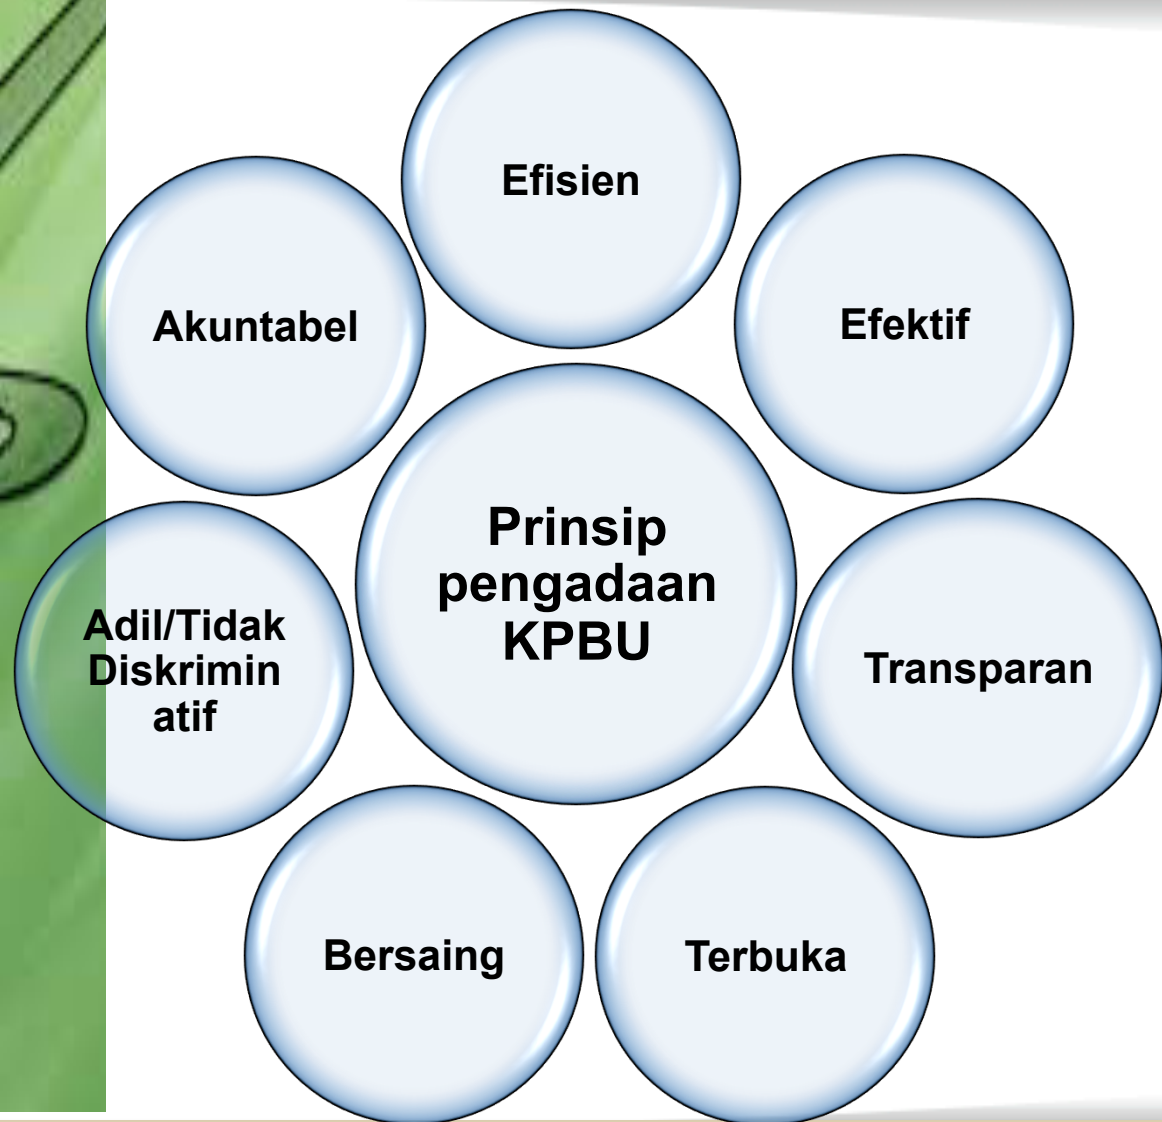 Efisien
Akuntabel
Efektif
Prinsip
pengadaan
KPBU
Adil/Tidak
Diskrimin
atif
Transparan
Bersaing
Terbuka